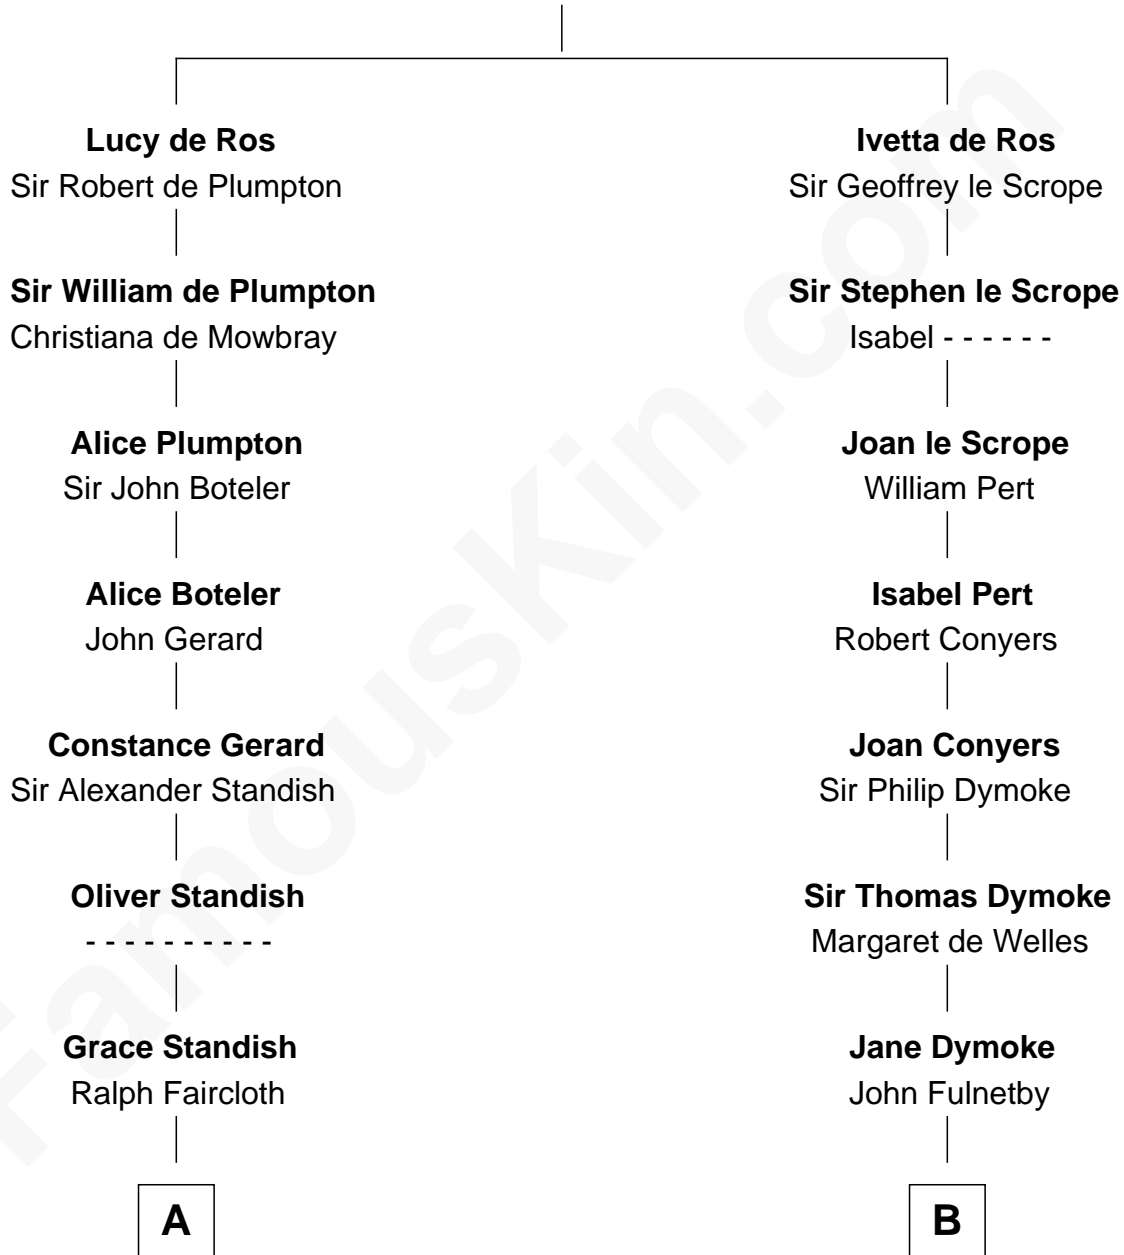 Lucy de Ros
Sir Robert de Plumpton
Sir William de Plumpton
Christiana de Mowbray
Alice Plumpton
Sir John Boteler
Alice Boteler
John Gerard
Constance Gerard
Sir Alexander Standish
Oliver Standish
- - - - - - - - - -
Grace Standish
Ralph Faircloth
A
Ivetta de Ros
Sir Geoffrey le Scrope
Sir Stephen le Scrope
Isabel - - - - - -
Joan le Scrope
William Pert
Isabel Pert
Robert Conyers
Joan Conyers
Sir Philip Dymoke
Sir Thomas Dymoke
Margaret de Welles
Jane Dymoke
John Fulnetby
B
FamousKin.com